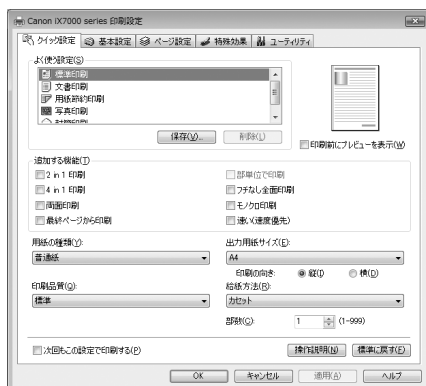 Canon iX7000 series 印刷設定
クイック設定 基本設定 ページ設定 特殊効果 ユーティリティ
よく使う設定(S)
標準印刷
文書印刷
用紙節約印刷
写真印刷
保存(V)... 削除(L)
印刷前にプレビューを表示(W)
追加する機能(T)
2 in 1 印刷 部単位で印刷
4 in 1 印刷 フチなし全面印刷
両面印刷 モノクロ印刷
最終ページから印刷 速い(速度優先)
用紙の種類(Y): 出力用紙サイズ(E):
普通紙 A4
印刷の向き: 縦(I) 横(D)
印刷品質(Q): 給紙方法(R):
標準 カセット
部数(C): 1 (1-999)
次回もこの設定で印刷する(P) 操作説明(N) 標準に戻す(F)
OK キャンセル 適用(A) ヘルプ